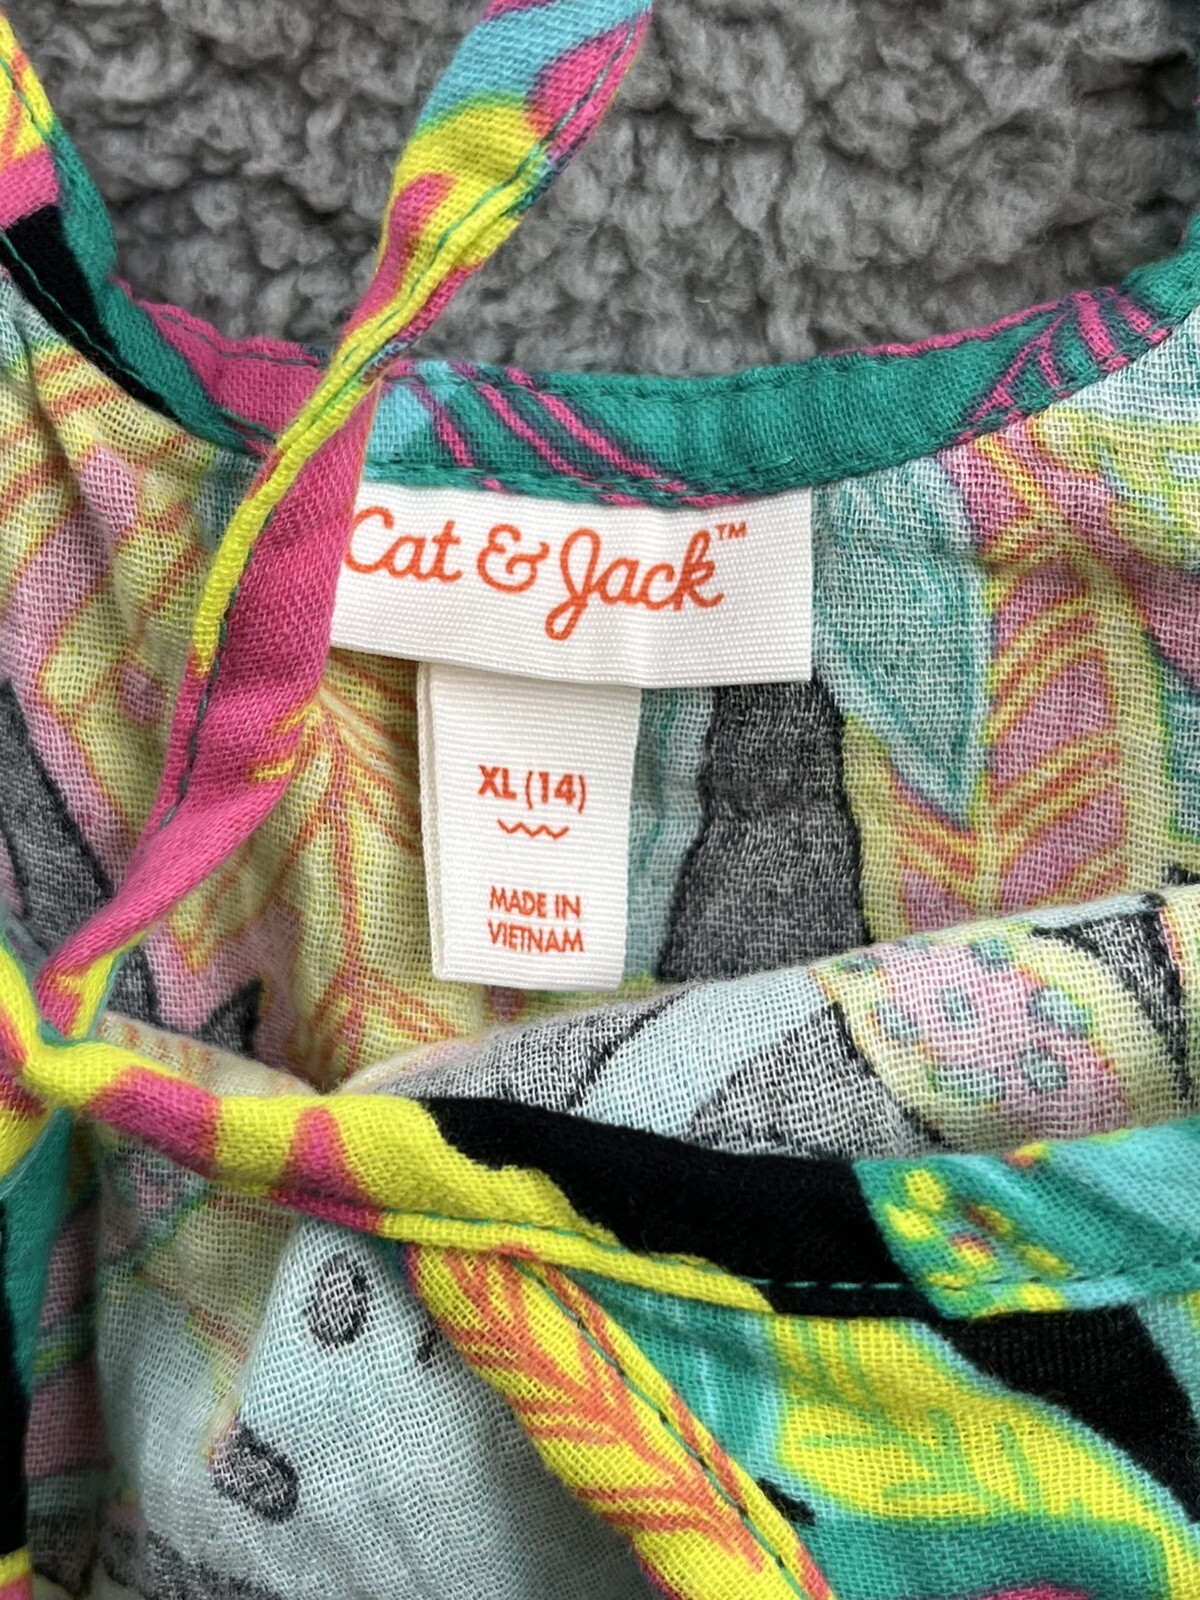 Cat & Jack™
XL (14)
MADE IN
VIETNAM